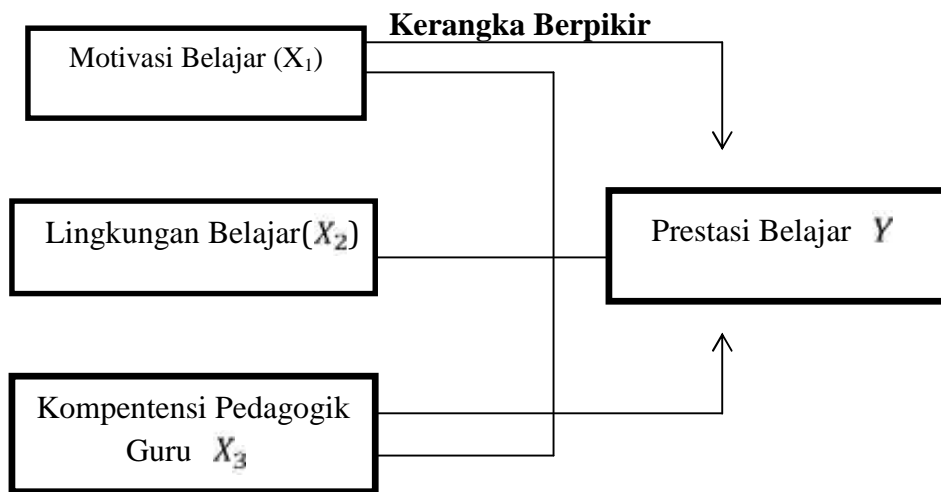 Kerangka Berpikir
Motivasi Belajar (X₁)
Lingkungan Belajar(X₂)
Prestasi Belajar Y
Kompentensi Pedagogik
Guru X₃